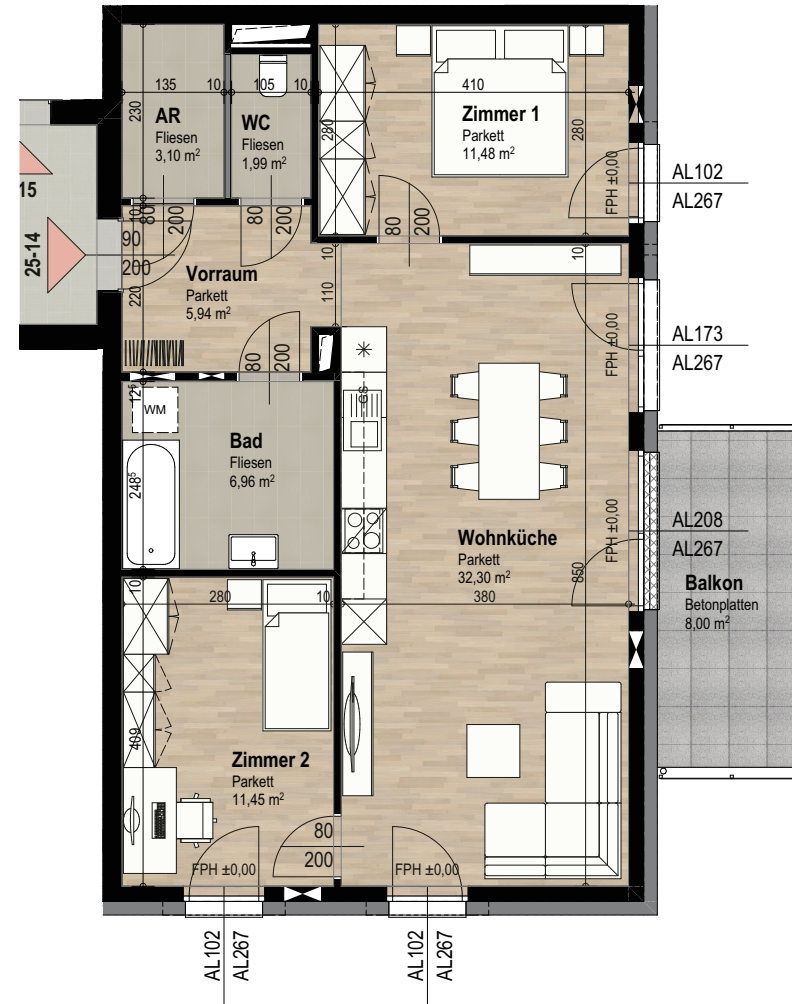 135
10
105
10
410
230
AR
Fliesen
3,10 m²
WC
Fliesen
1,99 m²
280
Zimmer 1
Parkett
11,48 m²
280
FPH ±0,00
AL102
AL267
15
25-14
90
200
10
80
200
80
200
80
200
220
Vorraum
Parkett
5,94 m²
10
110
10
FPH ±0,00
AL173
AL267
80
200
12⁵
WM
GS
248⁵
Bad
Fliesen
6,96 m²
Wohnküche
Parkett
32,30 m²
FPH ±0,00
AL208
AL267
850
Balkon
Betonplatten
8,00 m²
10
280
10
380
409
Zimmer 2
Parkett
11,45 m²
80
200
FPH ±0,00
FPH ±0,00
AL102
AL267
AL102
AL267